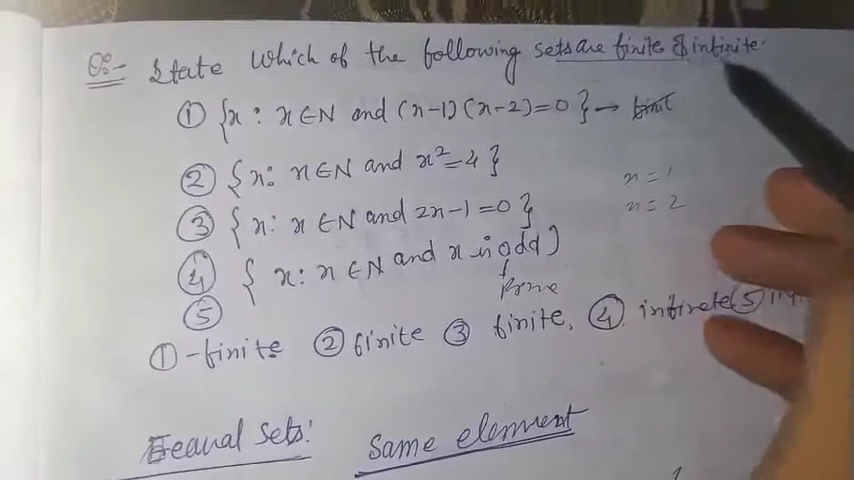 Q:- State which of the following sets are finite & infinite.
① {x : x∈N and (x-1)(x-2)=0} → finit
② {x: x∈N and x²=4}
x = 1
③ {x: x∈N and 2x-1=0}
x = 2
④ { x: x∈N and x is odd}
Prime
⑤
①-finite ② finite ③ finite, ④ infinete ⑤
Equal sets: Same element